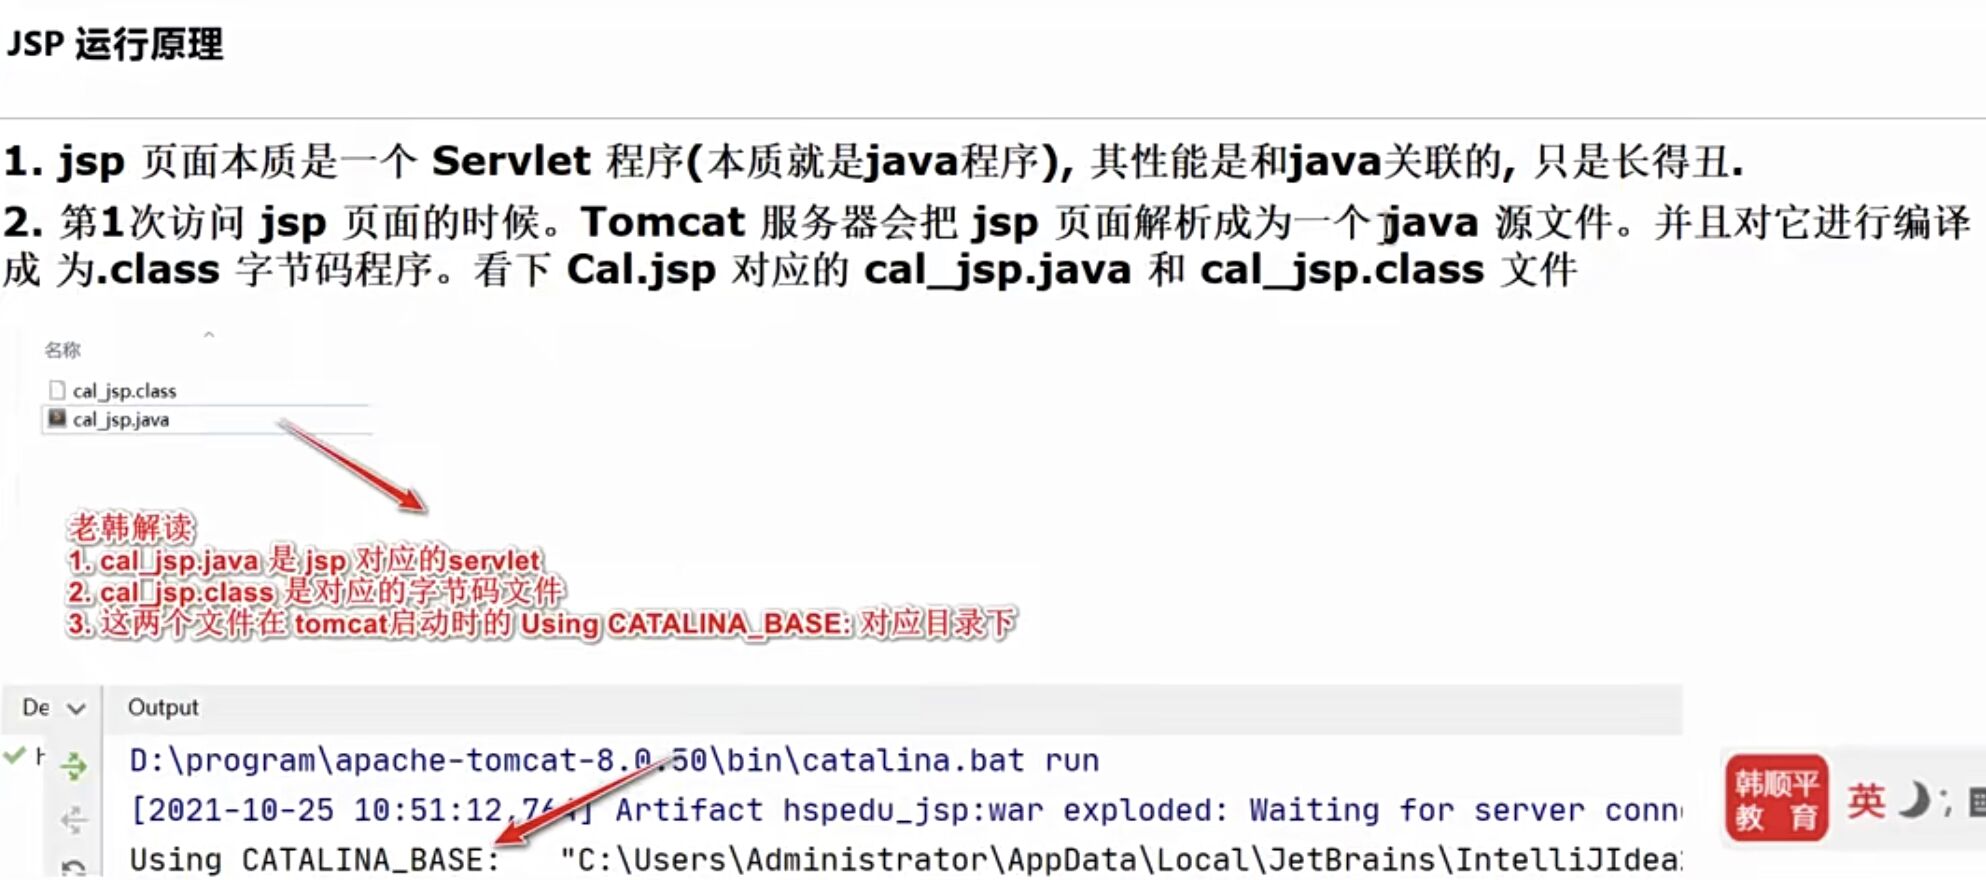 JSP 运行原理
1. jsp 页面本质是一个 Servlet 程序(本质就是java程序), 其性能是和java关联的, 只是长得丑.
2. 第1次访问 jsp 页面的时候。Tomcat 服务器会把 jsp 页面解析成为一个 java 源文件。并且对它进行编译
成 为.class 字节码程序。看下 Cal.jsp 对应的 cal_jsp.java 和 cal_jsp.class 文件
名称
cal_jsp.class
cal_jsp.java
老韩解读
1. cal_jsp.java 是 jsp 对应的servlet
2. cal_jsp.class 是对应的字节码文件
3. 这两个文件在 tomcat启动时的 Using CATALINA_BASE: 对应目录下
De Output
D:\program\apache-tomcat-8.0.50\bin\catalina.bat run
[2021-10-25 10:51:12,764] Artifact hspedu_jsp:war exploded: Waiting for server conn
Using CATALINA_BASE: "C:\Users\Administrator\AppData\Local\JetBrains\IntelliJIdea
韩顺平
教 育
英